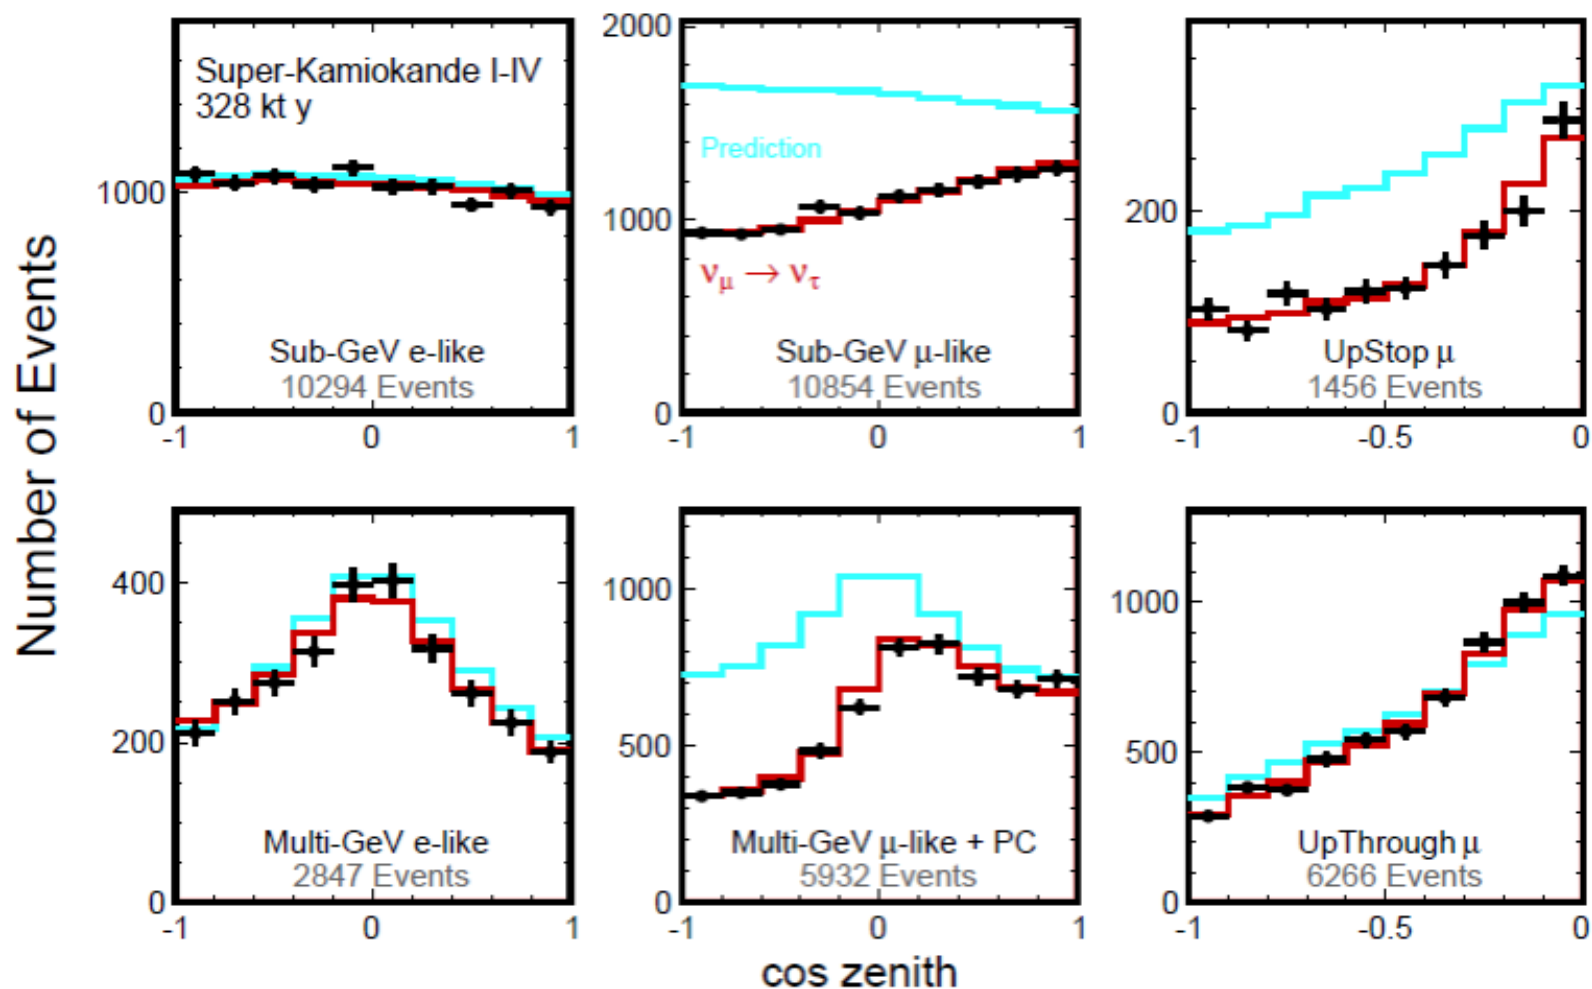 Number of Events
Super-Kamiokande I-IV
328 kt y
1000
0
Sub-GeV e-like
10294 Events
-1
0
1
2000
1000
0
Prediction
νμ → ντ
Sub-GeV μ-like
10854 Events
-1
0
1
200
0
UpStop μ
1456 Events
-1
-0.5
0
400
200
0
Multi-GeV e-like
2847 Events
-1
0
1
1000
500
0
Multi-GeV μ-like + PC
5932 Events
-1
0
1
1000
500
0
UpThrough μ
6266 Events
-1
-0.5
0
cos zenith